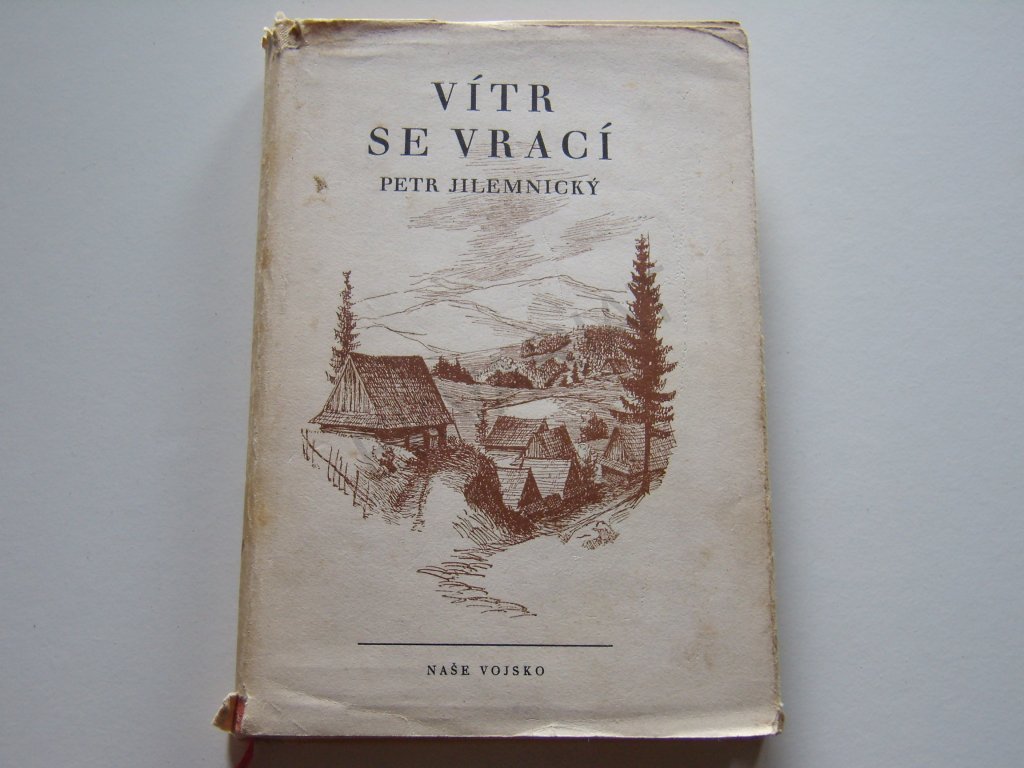 VÍTR
SE VRACÍ
PETR JILEMNICKÝ
NAŠE VOJSKO